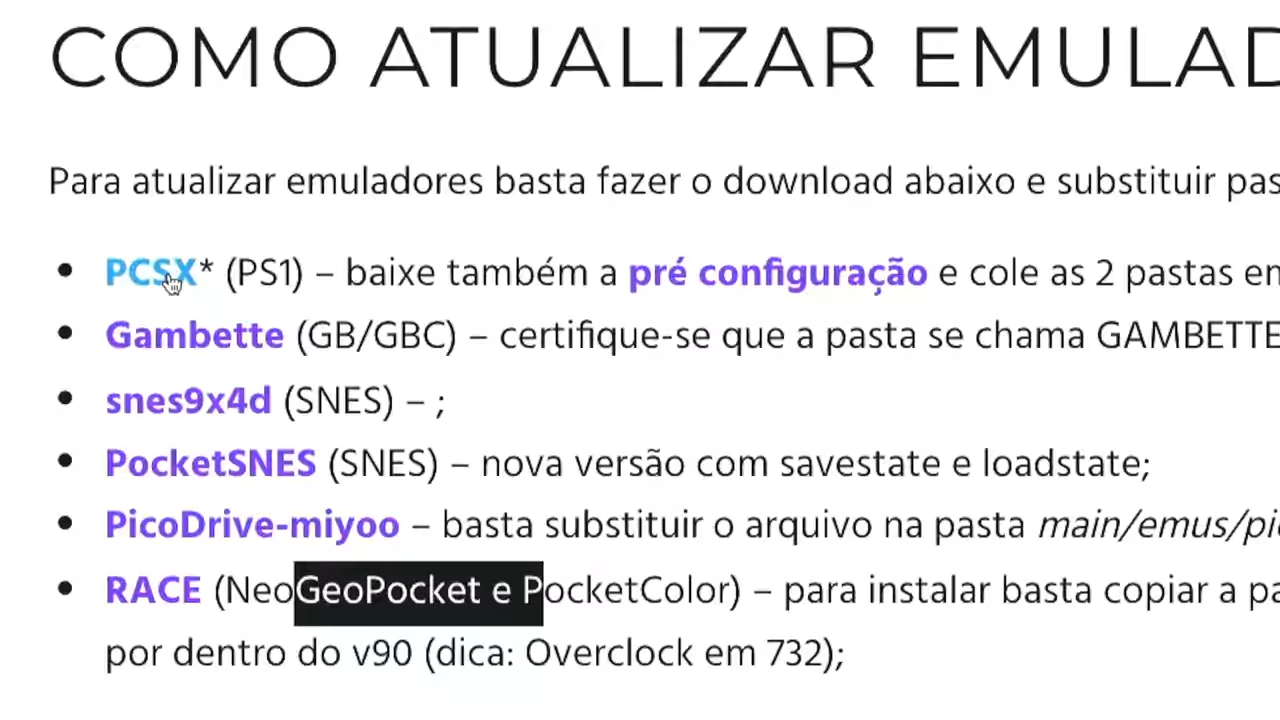 COMO ATUALIZAR EMULAD
Para atualizar emuladores basta fazer o download abaixo e substituir pas
• PCSX* (PS1) – baixe também a pré configuração e cole as 2 pastas em
• Gambette (GB/GBC) – certifique-se que a pasta se chama GAMBETTE
• snes9x4d (SNES) – ;
• PocketSNES (SNES) – nova versão com savestate e loadstate;
• PicoDrive-miyoo – basta substituir o arquivo na pasta main/emus/pic
• RACE (NeoGeoPocket e PocketColor) – para instalar basta copiar a pa
por dentro do v90 (dica: Overclock em 732);